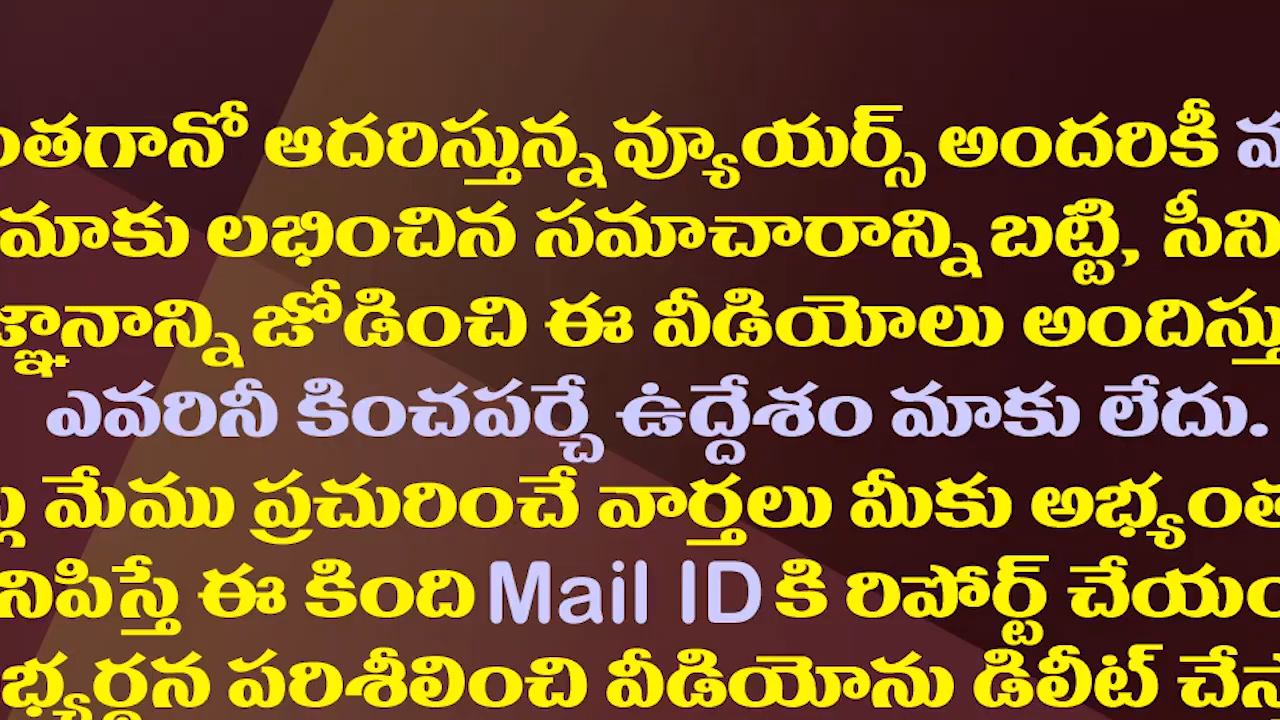 ఆదరిస్తున్న వ్యూయర్స్ అందరికీ
మాకు లభించిన సమాచారాన్ని బట్టి,
జోడించి ఈ వీడియోలు
ఎవరినీ కించపర్చే ఉద్దేశం మాకు లేదు.
మేము ప్రచురించే వార్తలు మీకు
ఈ కింది Mail ID కి రిపోర్ట్
పరిశీలించి వీడియోను డిలీట్